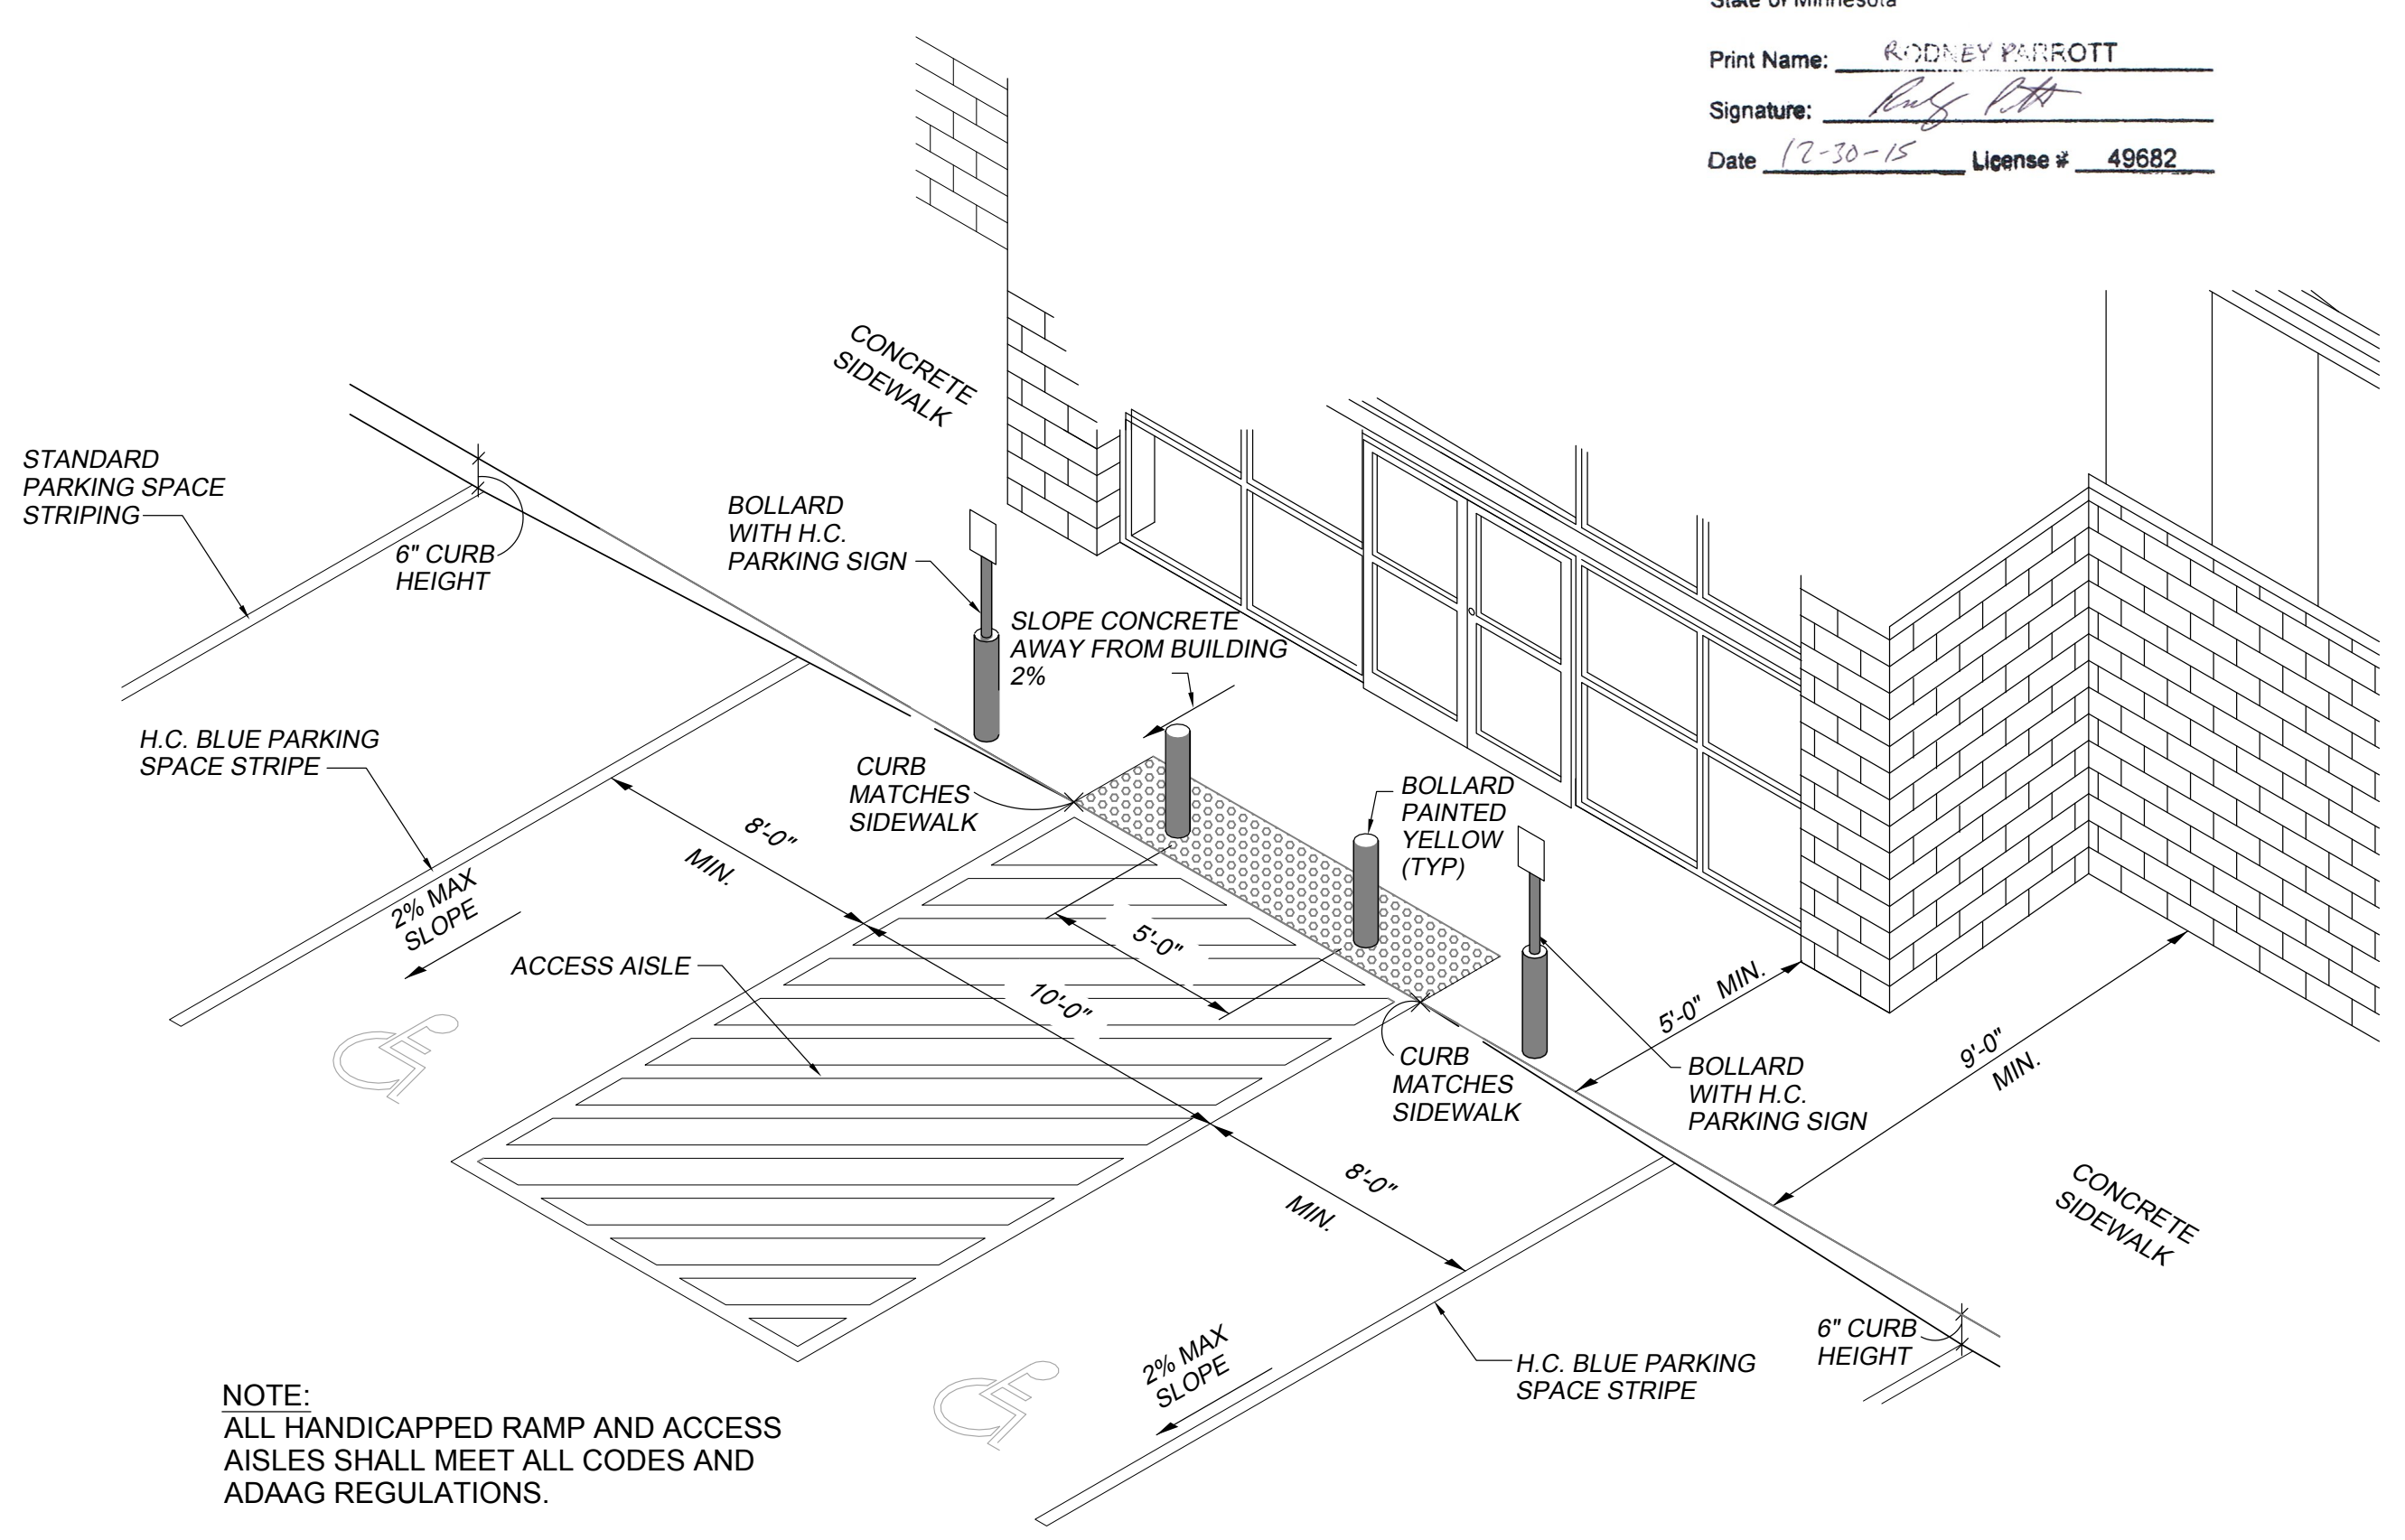 State of Minnesota
Print Name: RODNEY PARROTT
Signature:
Date 12-30-15 License # 49682
CONCRETE
SIDEWALK
STANDARD
PARKING SPACE
STRIPING
6" CURB
HEIGHT
BOLLARD
WITH H.C.
PARKING SIGN
SLOPE CONCRETE
AWAY FROM BUILDING
2%
H.C. BLUE PARKING
SPACE STRIPE
CURB
MATCHES
SIDEWALK
BOLLARD
PAINTED
YELLOW
(TYP)
8'-0"
MIN.
2% MAX
SLOPE
ACCESS AISLE
5'-0"
10'-0"
5'-0" MIN.
9'-0"
MIN.
CURB
MATCHES
SIDEWALK
BOLLARD
WITH H.C.
PARKING SIGN
8'-0"
MIN.
CONCRETE
SIDEWALK
6" CURB
HEIGHT
2% MAX
SLOPE
H.C. BLUE PARKING
SPACE STRIPE
NOTE:
ALL HANDICAPPED RAMP AND ACCESS
AISLES SHALL MEET ALL CODES AND
ADAAG REGULATIONS.